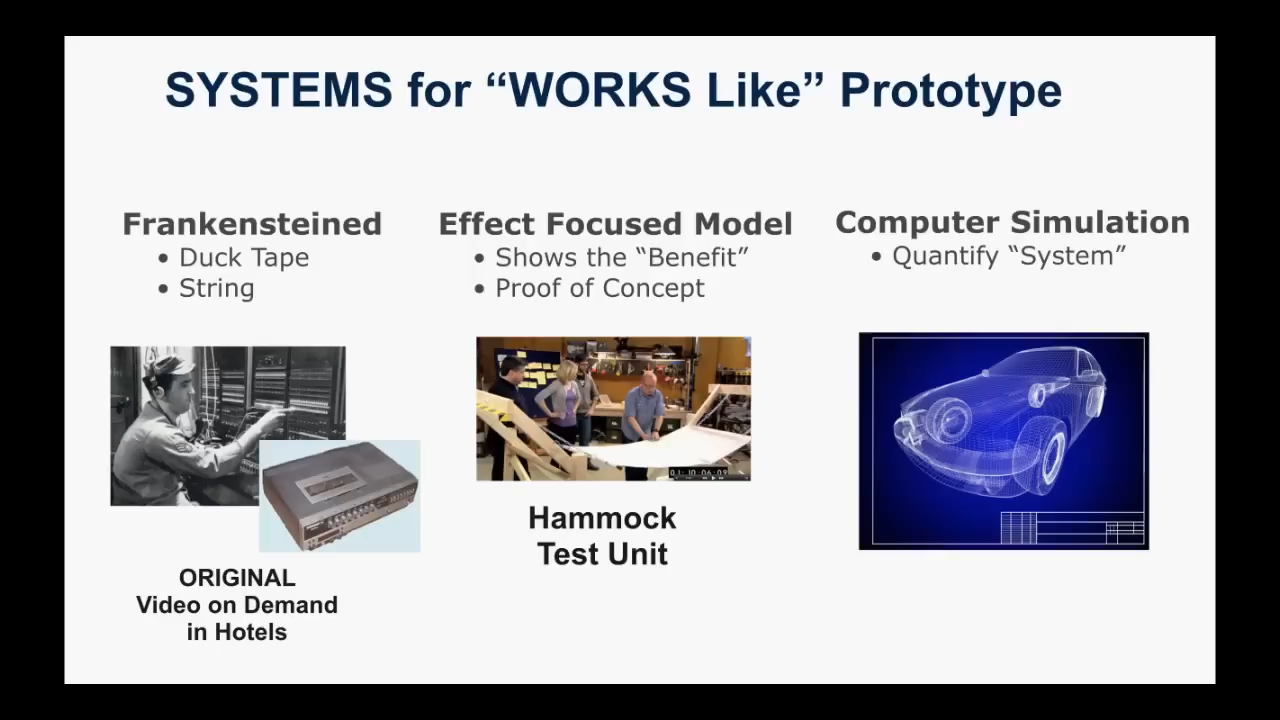 SYSTEMS for “WORKS Like” Prototype
Frankensteined
• Duck Tape
• String
Effect Focused Model
• Shows the “Benefit”
• Proof of Concept
Computer Simulation
• Quantify “System”
01:10:06:09
Hammock
Test Unit
ORIGINAL
Video on Demand
in Hotels